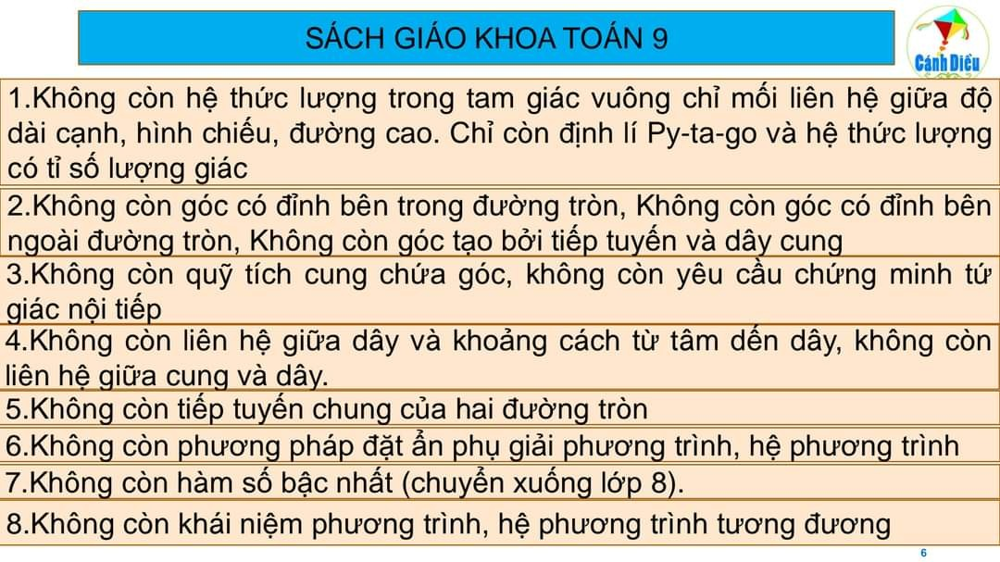 SÁCH GIÁO KHOA TOÁN 9
Cánh Diều
1.Không còn hệ thức lượng trong tam giác vuông chỉ mối liên hệ giữa độ
dài cạnh, hình chiếu, đường cao. Chỉ còn định lí Py-ta-go và hệ thức lượng
có tỉ số lượng giác
2.Không còn góc có đỉnh bên trong đường tròn, Không còn góc có đỉnh bên
ngoài đường tròn, Không còn góc tạo bởi tiếp tuyến và dây cung
3.Không còn quỹ tích cung chứa góc, không còn yêu cầu chứng minh tứ
giác nội tiếp
4.Không còn liên hệ giữa dây và khoảng cách từ tâm dến dây, không còn
liên hệ giữa cung và dây.
5.Không còn tiếp tuyến chung của hai đường tròn
6.Không còn phương pháp đặt ẩn phụ giải phương trình, hệ phương trình
7.Không còn hàm số bậc nhất (chuyển xuống lớp 8).
8.Không còn khái niệm phương trình, hệ phương trình tương đương
6